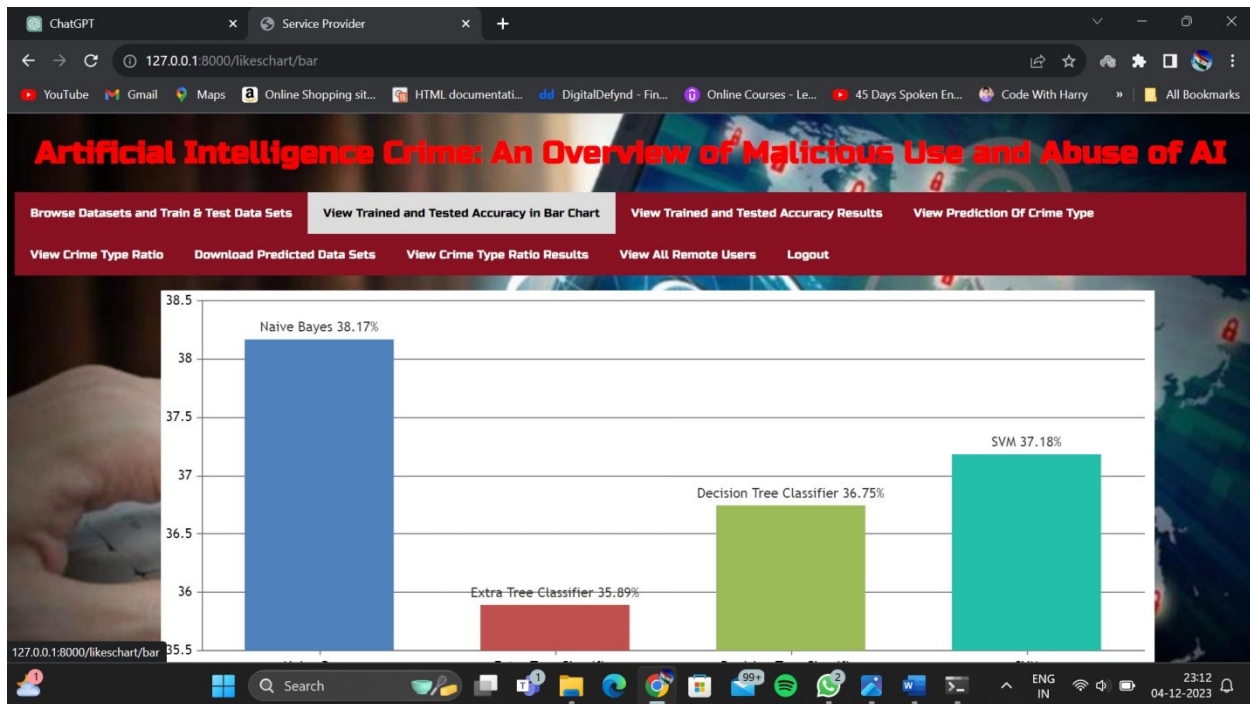 ChatGPT
Service Provider
127.0.0.1:8000/likeschart/bar
YouTube Gmail Maps Online Shopping sit... HTML documentati... DigitalDefynd - Fin... Online Courses - Le... 45 Days Spoken En... Code With Harry » All Bookmarks
Artificial Intelligence Crime: An Overview of Malicious Use and Abuse of AI
Browse Datasets and Train & Test Data Sets View Trained and Tested Accuracy in Bar Chart View Trained and Tested Accuracy Results View Prediction Of Crime Type
View Crime Type Ratio Download Predicted Data Sets View Crime Type Ratio Results View All Remote Users Logout
38.5
Naive Bayes 38.17%
38
37.5
SVM 37.18%
37
Decision Tree Classifier 36.75%
36.5
36
Extra Tree Classifier 35.89%
127.0.0.1:8000/likeschart/bar
35.5
Search
1
99+
2
ENG
IN
23:12
04-12-2023